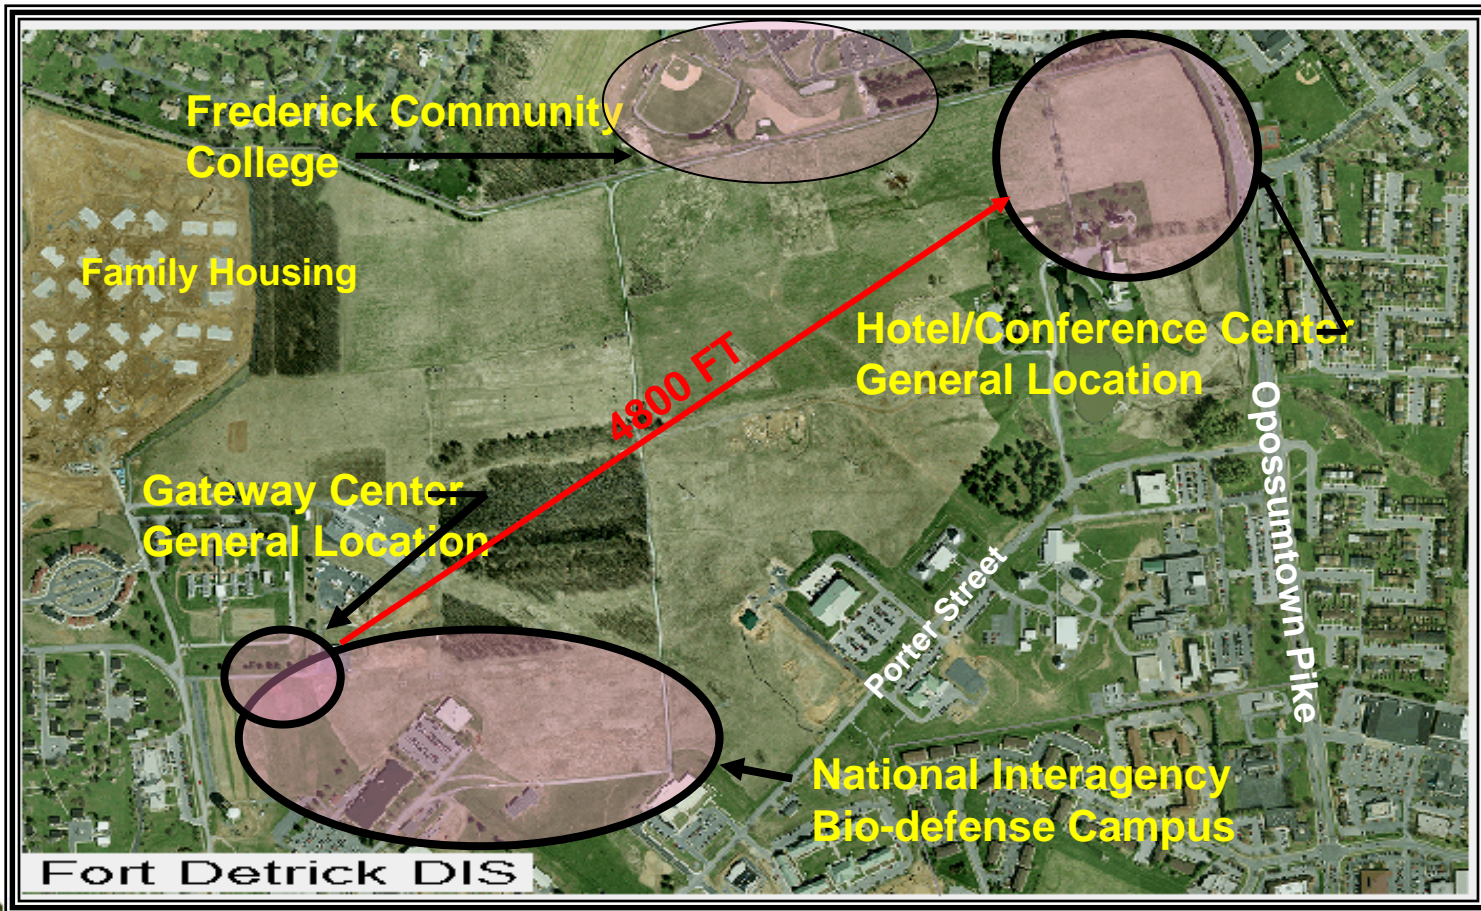 Frederick Community
College
Family Housing
Hotel/Conference Center
General Location
4800 FT
Opossumtown Pike
Gateway Center
General Location
Porter Street
National Interagency
Bio-defense Campus
Fort Detrick DIS